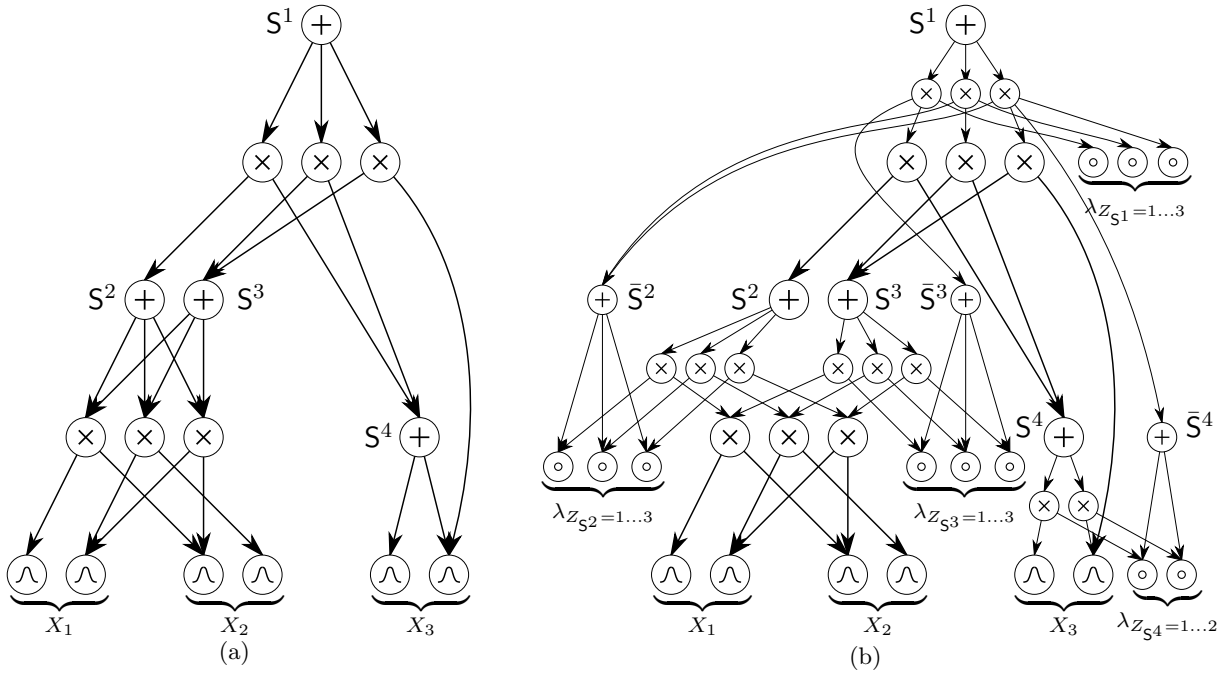 S¹
+
× × ×
S² + + S³
× × × S⁴ +
X₁ X₂ X₃
(a)
S¹ +
× × ×
× × ×
λ_{Z_{S¹}=1...3}
+ S̄² S² + + S³ S̄³ +
× × × × × ×
× × × S⁴ + + S̄⁴
λ_{Z_{S²}=1...3} λ_{Z_{S³}=1...3}
× ×
X₁ X₂ X₃ λ_{Z_{S⁴}=1...2}
(b)